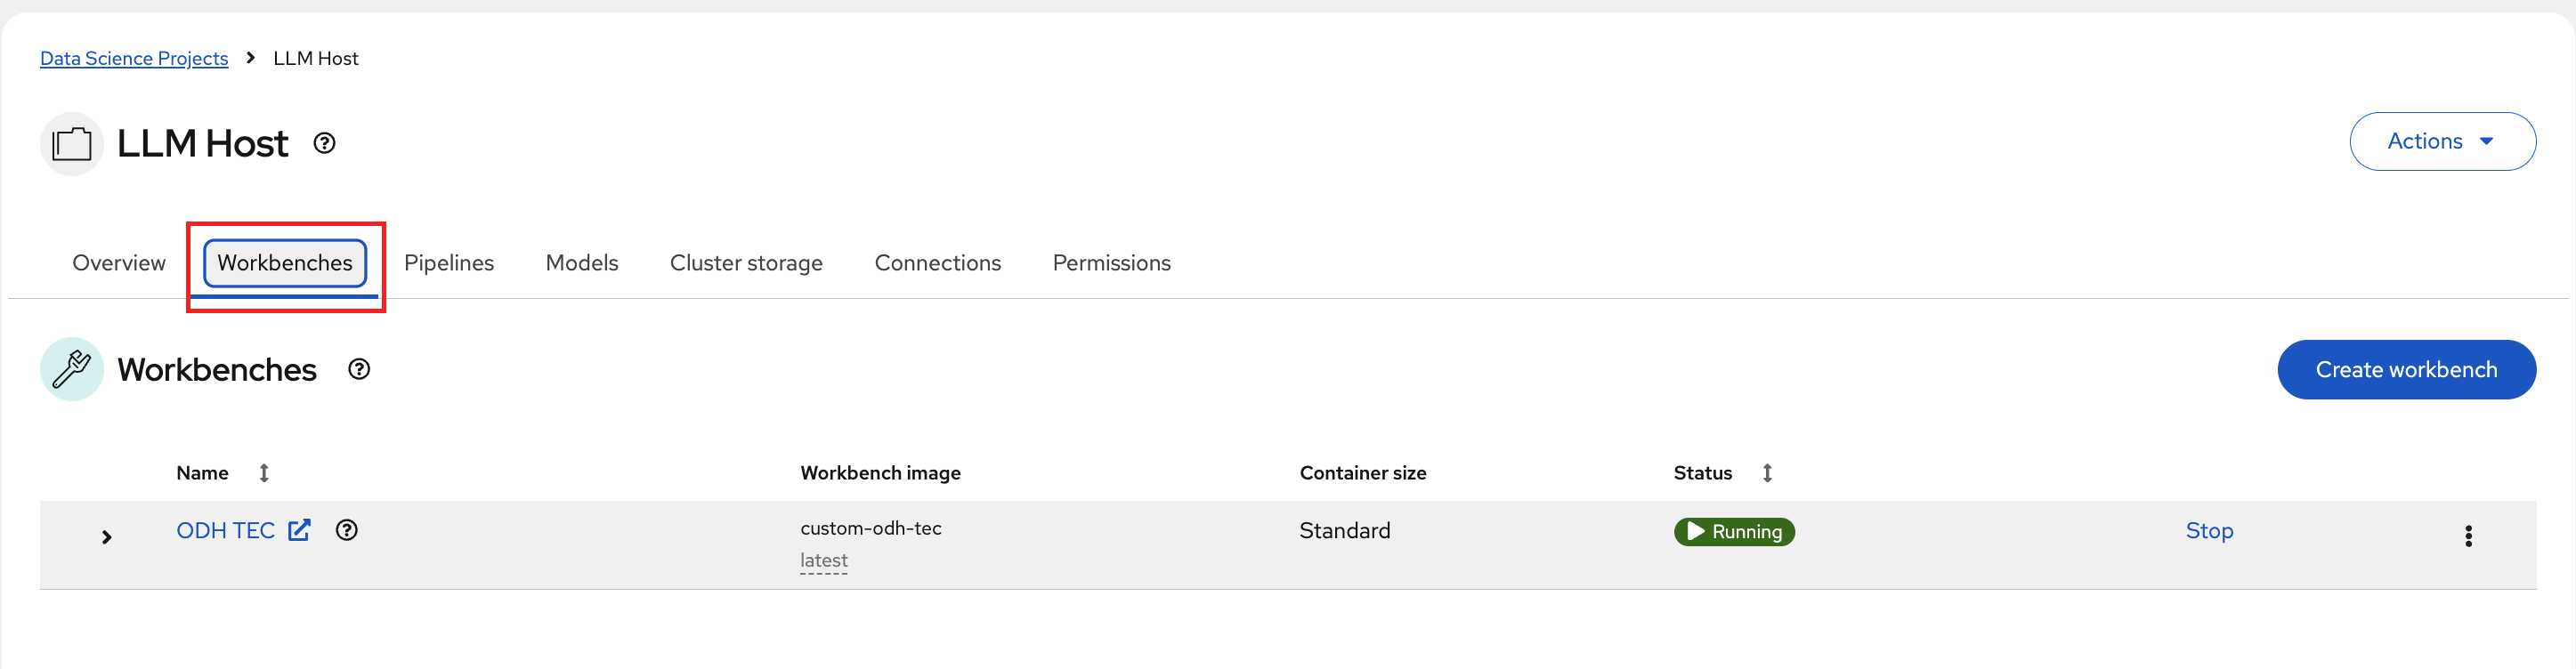 Data Science Projects > LLM Host
LLM Host
Actions
Overview Workbenches Pipelines Models Cluster storage Connections Permissions
Workbenches
Create workbench
Name Workbench image Container size Status
ODH TEC custom-odh-tec Standard Running Stop
latest